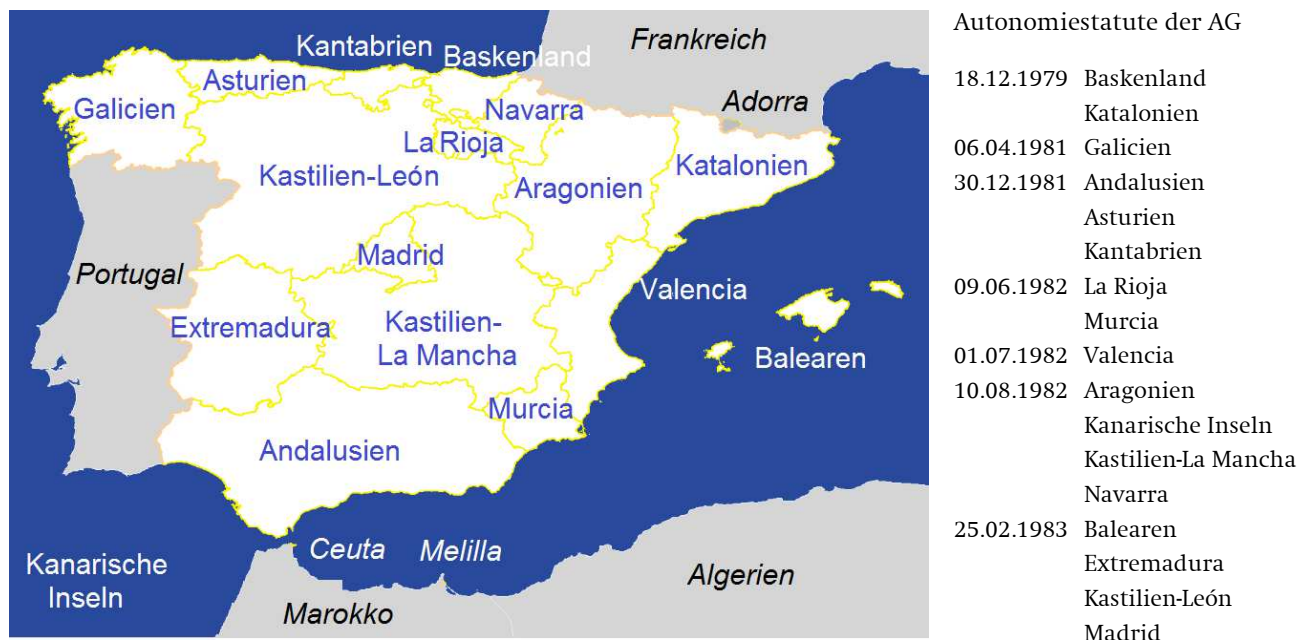 Kantabrien
Frankreich
Baskenland
Asturien
Adorra
Galicien
Navarra
La Rioja
Katalonien
Kastilien-León
Aragonien
Madrid
Portugal
Valencia
Extremadura
Kastilien-
La Mancha
Balearen
Murcia
Andalusien
Ceuta
Melilla
Kanarische
Inseln
Algerien
Marokko
Autonomiestatute der AG
18.12.1979 Baskenland
Katalonien
06.04.1981 Galicien
30.12.1981 Andalusien
Asturien
Kantabrien
09.06.1982 La Rioja
Murcia
01.07.1982 Valencia
10.08.1982 Aragonien
Kanarische Inseln
Kastilien-La Mancha
Navarra
25.02.1983 Balearen
Extremadura
Kastilien-León
Madrid